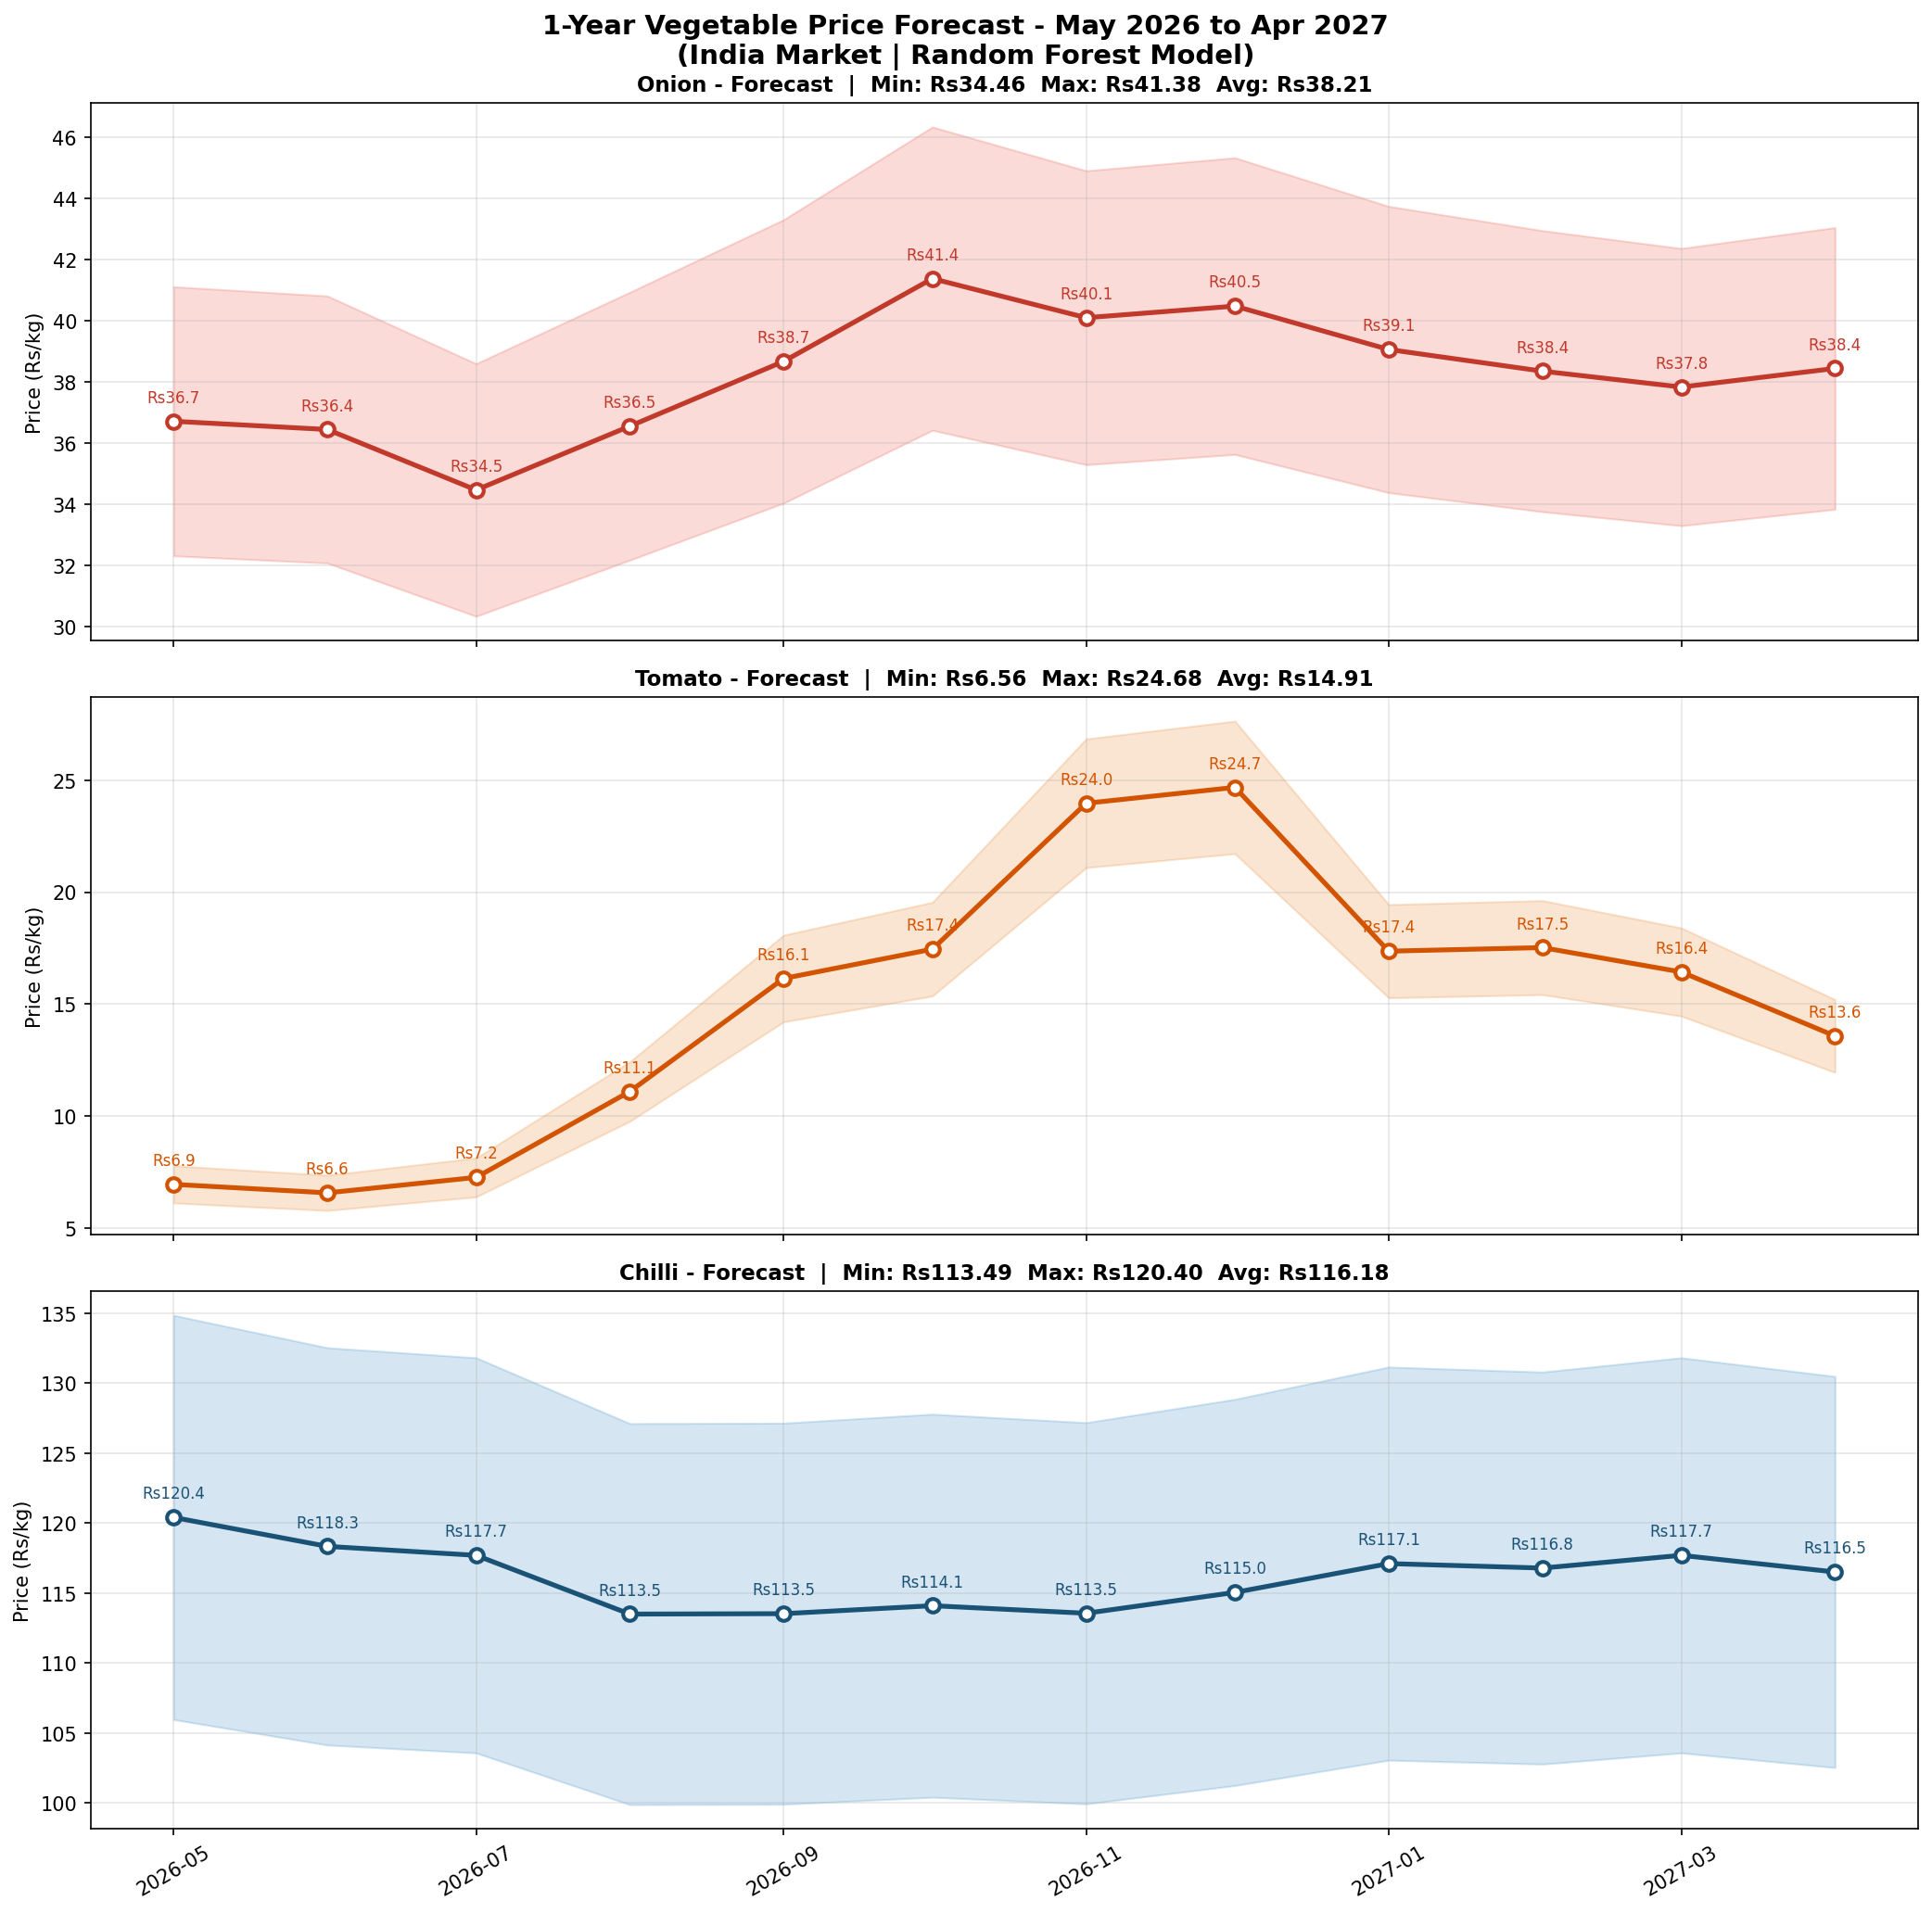 1-Year Vegetable Price Forecast - May 2026 to Apr 2027
(India Market | Random Forest Model)
Onion - Forecast | Min: Rs34.46 Max: Rs41.38 Avg: Rs38.21
Price (Rs/kg)
46
44
42
40
38
36
34
32
30
Rs36.7
Rs36.4
Rs34.5
Rs36.5
Rs38.7
Rs41.4
Rs40.1
Rs40.5
Rs39.1
Rs38.4
Rs37.8
Rs38.4
Tomato - Forecast | Min: Rs6.56 Max: Rs24.68 Avg: Rs14.91
Price (Rs/kg)
25
20
15
10
5
Rs6.9
Rs6.6
Rs7.2
Rs11.1
Rs16.1
Rs17.4
Rs24.0
Rs24.7
Rs17.4
Rs17.5
Rs16.4
Rs13.6
Chilli - Forecast | Min: Rs113.49 Max: Rs120.40 Avg: Rs116.18
Price (Rs/kg)
135
130
125
120
115
110
105
100
Rs120.4
Rs118.3
Rs117.7
Rs113.5
Rs113.5
Rs114.1
Rs113.5
Rs115.0
Rs117.1
Rs116.8
Rs117.7
Rs116.5
2026-05
2026-07
2026-09
2026-11
2027-01
2027-03